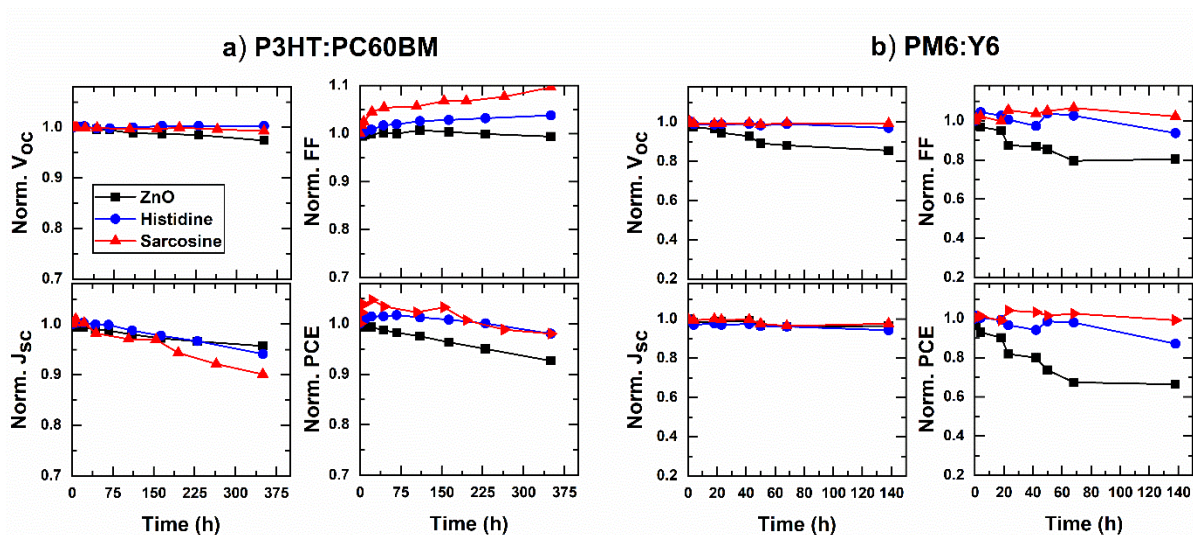 a) P3HT:PC60BM
b) PM6:Y6
Norm. VOC
1.0
0.9
0.8
0.7
ZnO
Histidine
Sarcosine
Norm. FF
1.1
1.0
0.9
0.8
0.7
Norm. VOC
1.0
0.8
0.6
0.4
0.2
Norm. FF
1.0
0.8
0.6
0.4
0.2
Norm. JSC
1.0
0.9
0.8
0.7
0 75 150 225 300 375
Time (h)
Norm. PCE
1.0
0.9
0.8
0.7
0 75 150 225 300 375
Time (h)
Norm. JSC
1.0
0.8
0.6
0.4
0.2
0 20 40 60 80 100 120 140
Time (h)
Norm. PCE
1.0
0.8
0.6
0.4
0.2
0 20 40 60 80 100 120 140
Time (h)